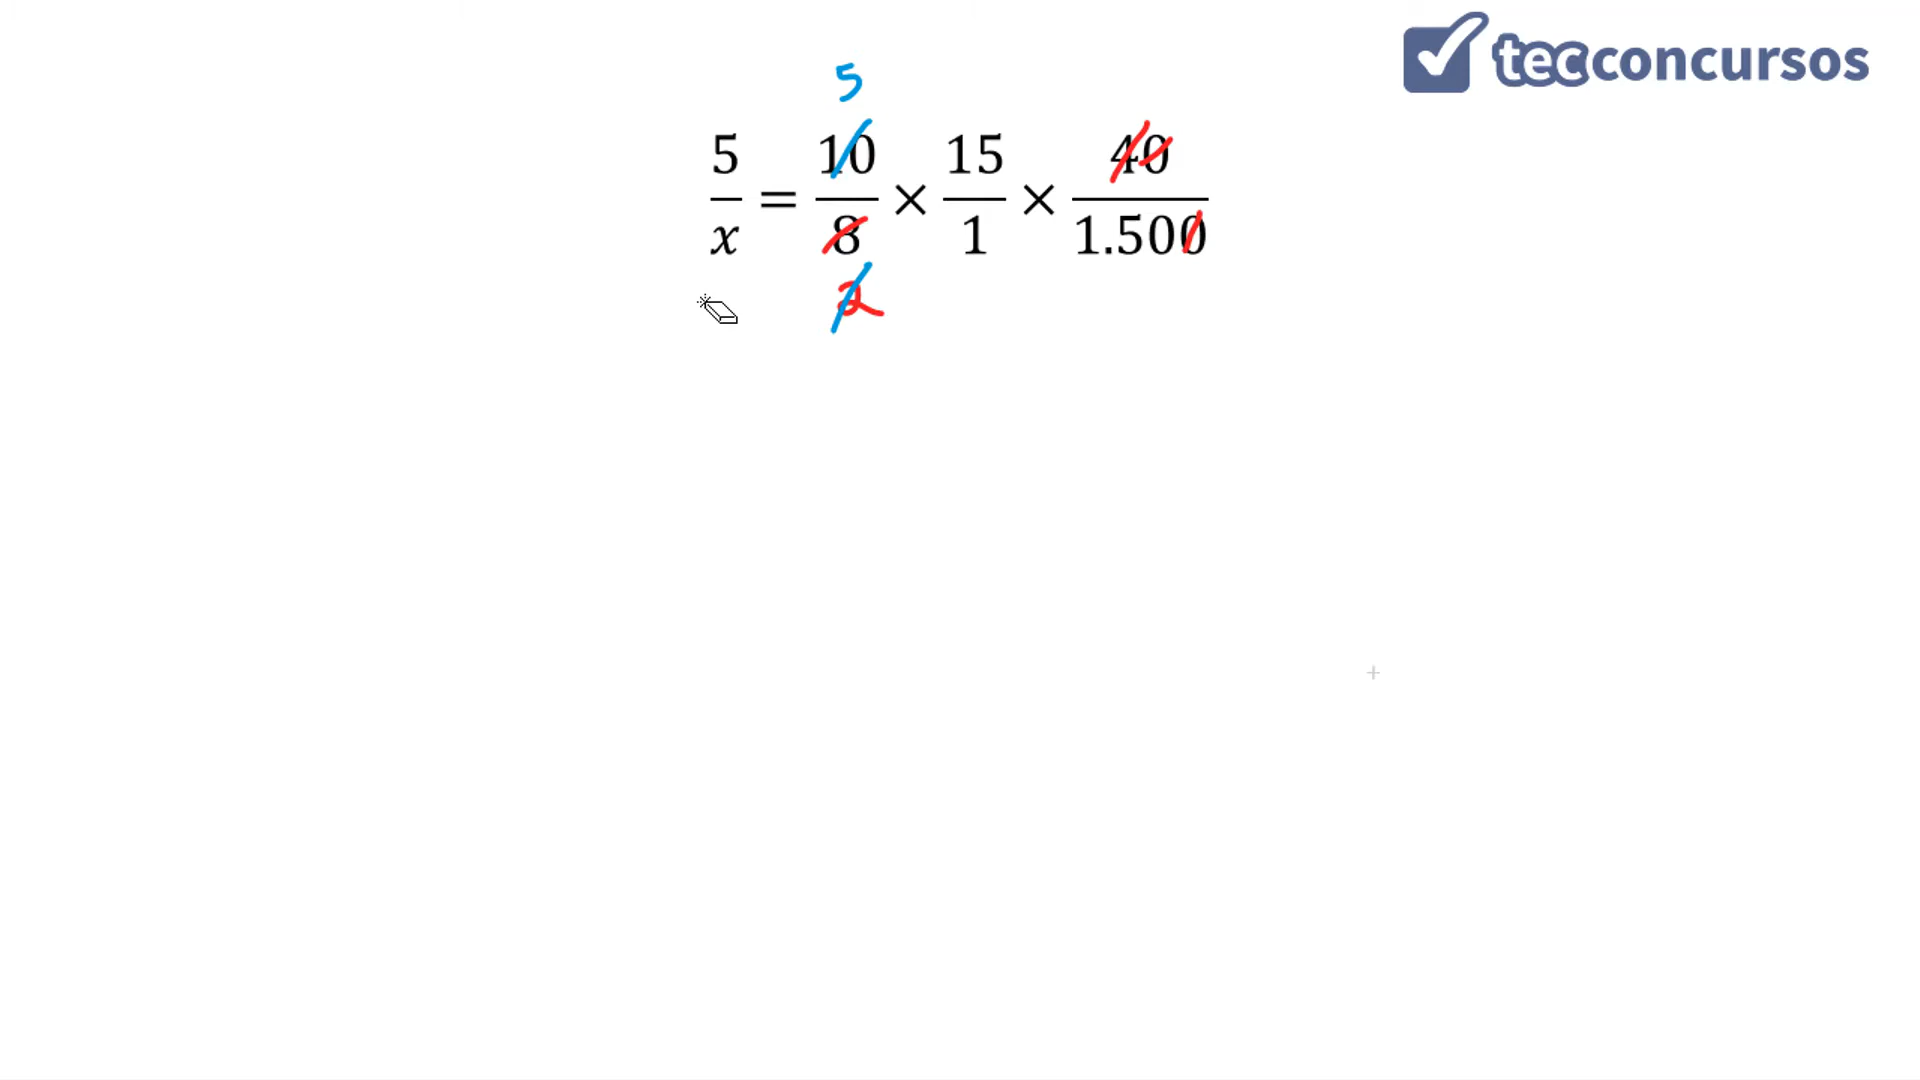 tecconcursos
5
5/x = 10/8 × 15/1 × 40/1.500
2